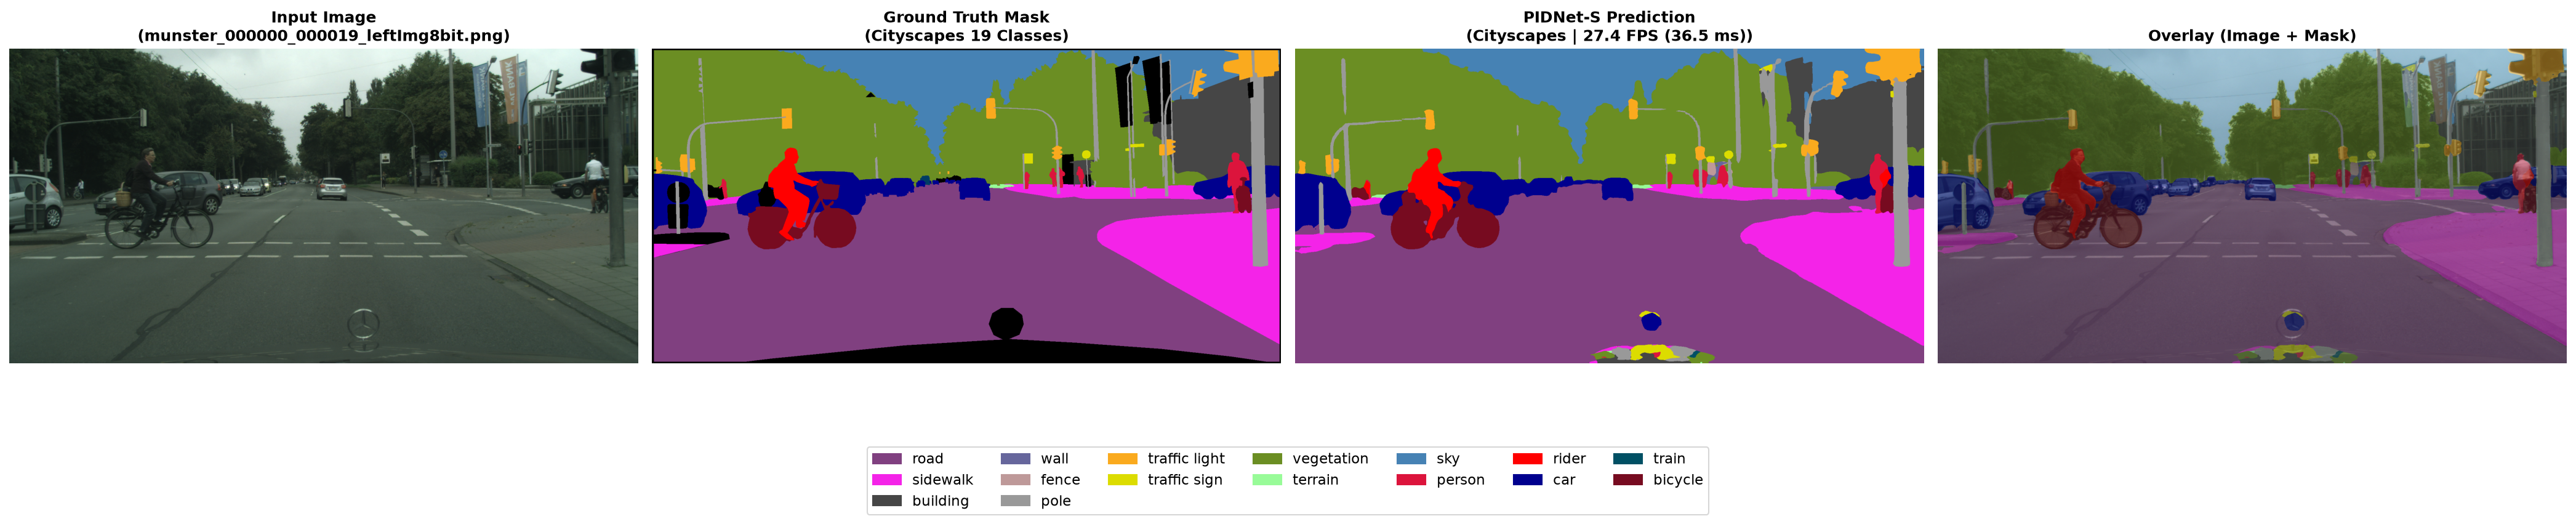 Input Image
(munster_000000_000019_leftImg8bit.png)
Ground Truth Mask
(Cityscapes 19 Classes)
PIDNet-S Prediction
(Cityscapes | 27.4 FPS (36.5 ms))
Overlay (Image + Mask)
road
wall
traffic light
vegetation
sky
rider
train
sidewalk
fence
traffic sign
terrain
person
car
bicycle
building
pole